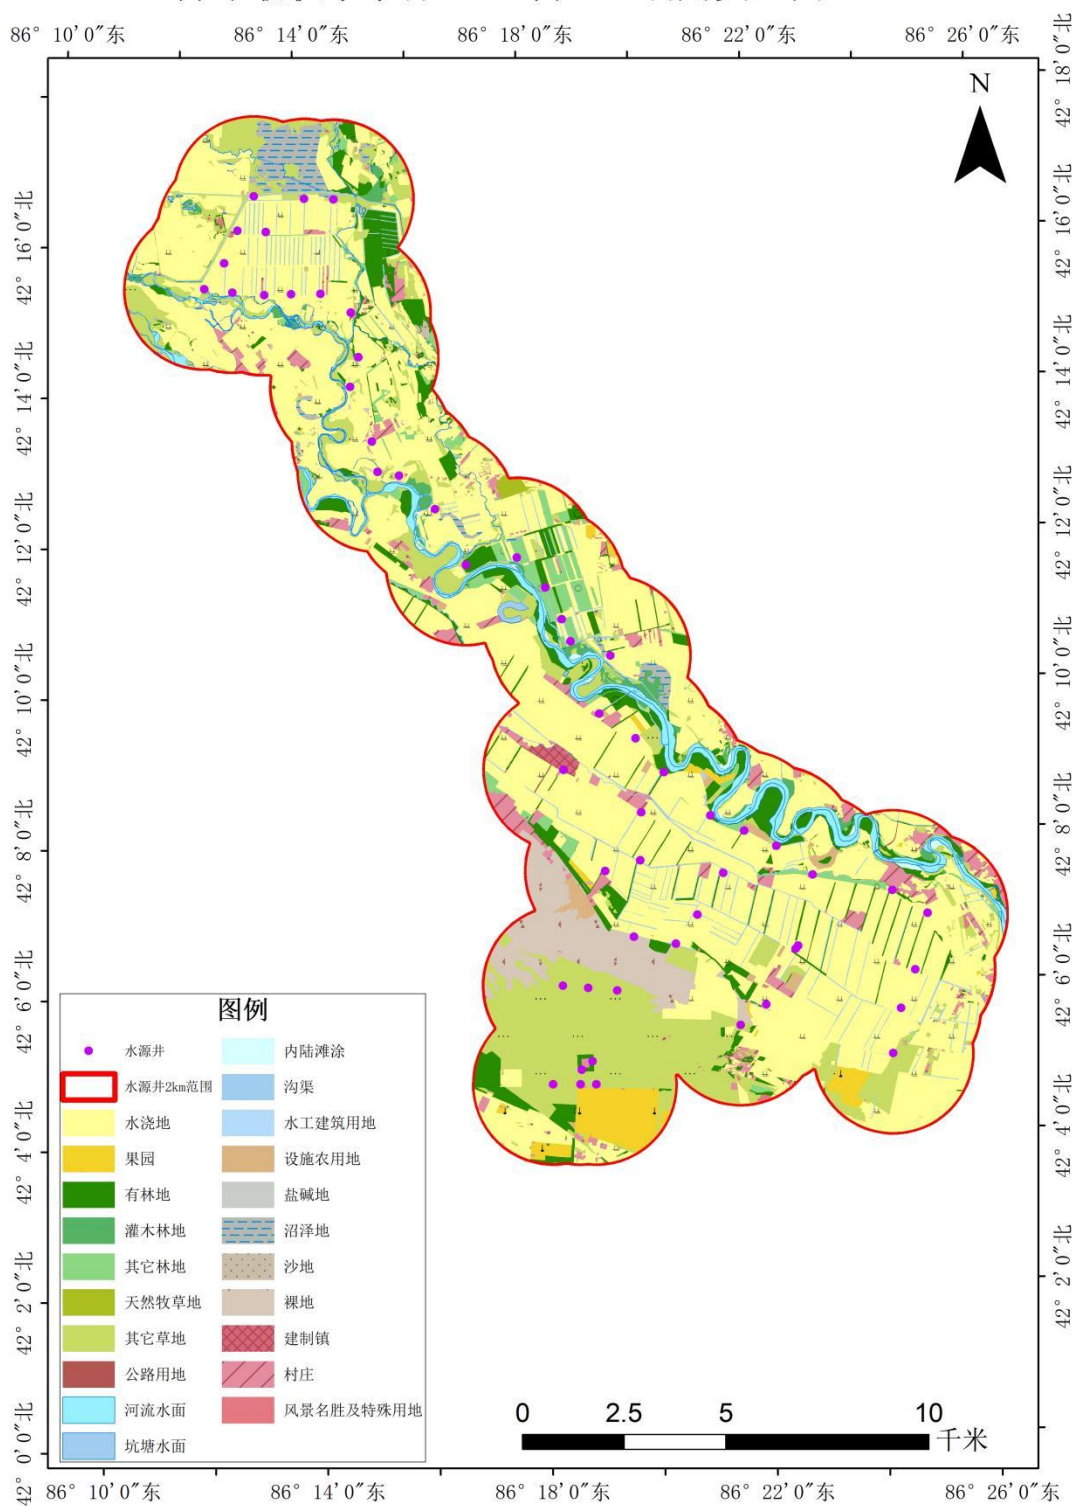 86° 10′0″东 86° 14′0″东 86° 18′0″东 86° 22′0″东 86° 26′0″东
N
42° 16′0″北
42° 14′0″北
42° 12′0″北
42° 10′0″北
42° 8′0″北
42° 6′0″北
42° 4′0″北
42° 2′0″北
42° 0′0″北
42° 18′0″北
42° 16′0″北
42° 14′0″北
42° 12′0″北
42° 10′0″北
42° 8′0″北
42° 6′0″北
42° 4′0″北
42° 2′0″北
图例
水源井
水源井2km范围
水浇地
果园
有林地
灌木林地
其它林地
天然牧草地
其它草地
公路用地
河流水面
坑塘水面
内陆滩涂
沟渠
水工建筑用地
设施农用地
盐碱地
沼泽地
沙地
裸地
建制镇
村庄
风景名胜及特殊用地
0 2.5 5 10
千米
86° 10′0″东 86° 14′0″东 86° 18′0″东 86° 22′0″东 86° 26′0″东